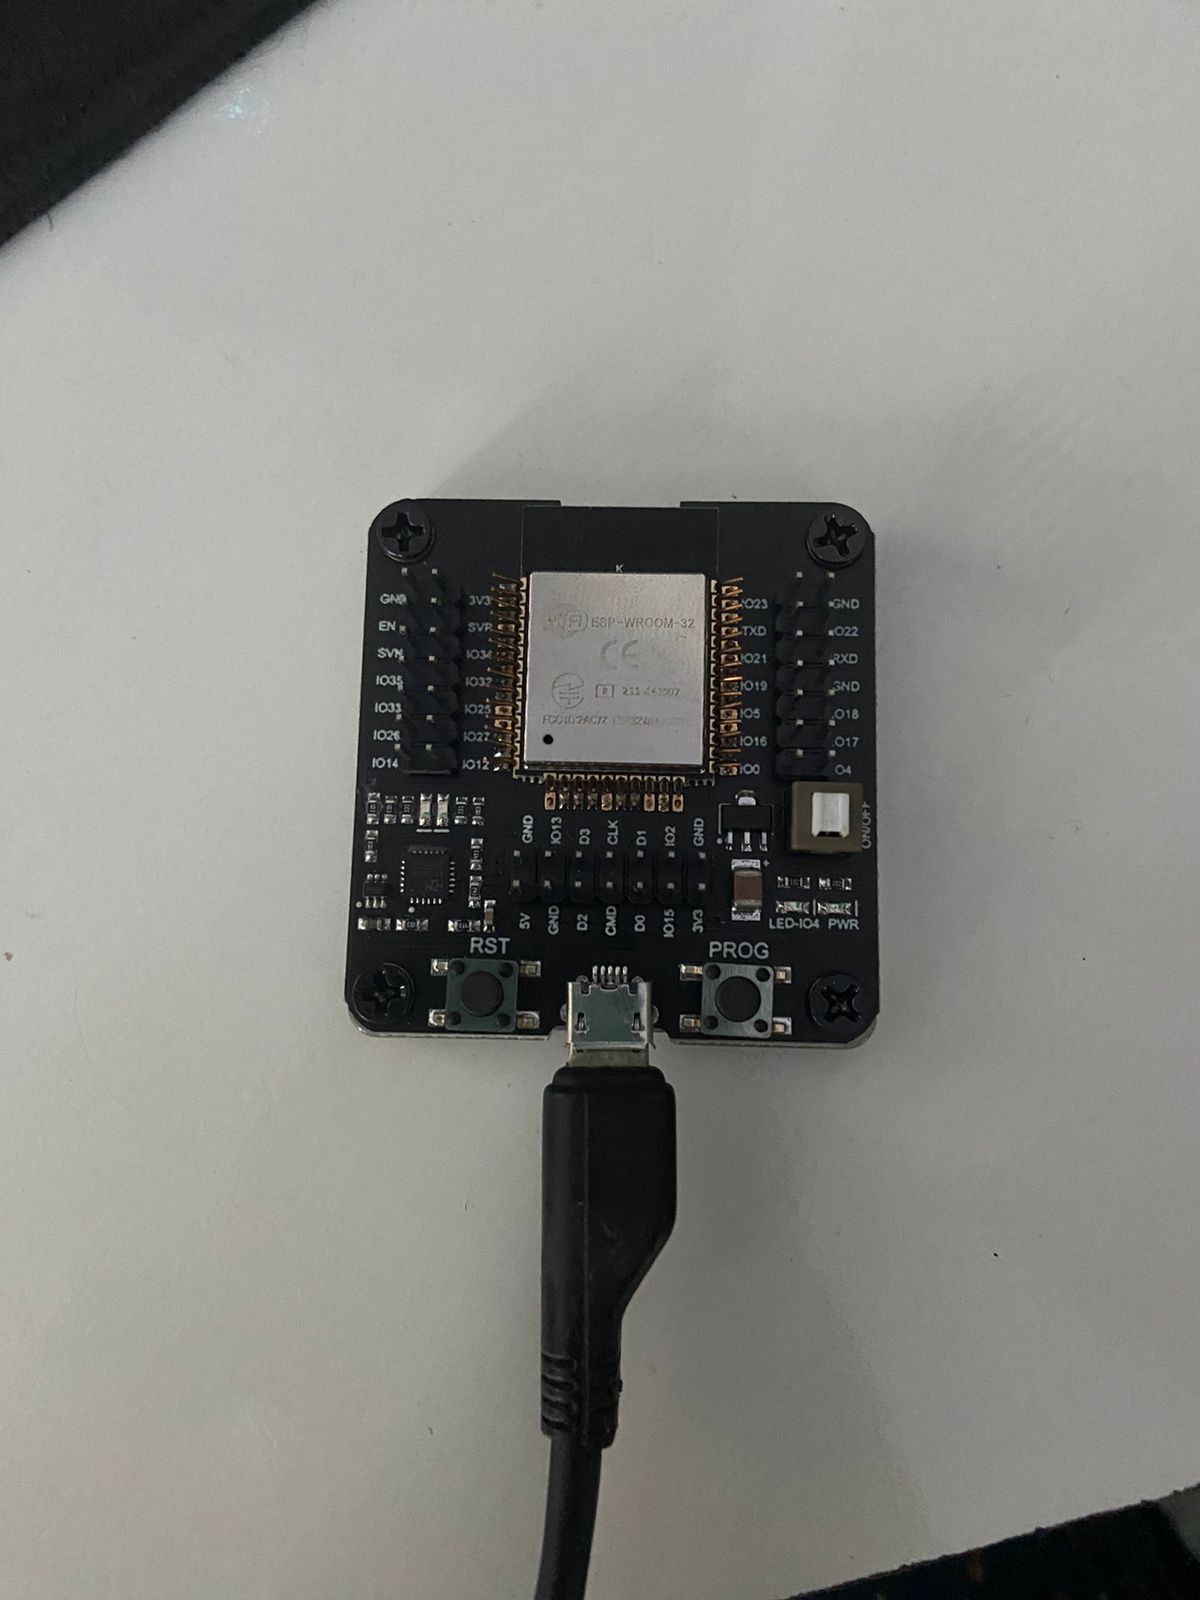 K
WiFi ESP-WROOM-32
CE
R 211-161007
FCC ID:2AC7Z-ESP32WROOM32
GND 3V3
EN SVP
SVN IO34
IO35 IO32
IO33 IO25
IO26 IO27
IO14 IO12
IO23 GND
TXD IO22
IO21 RXD
IO19 GND
IO5 IO18
IO16 IO17
IO0 IO4
ON/OFF
GND IO13 D3 CLK D1 IO2 GND
5V GND D2 CMD D0 IO15 3V3
LED-IO4 PWR
RST
PROG